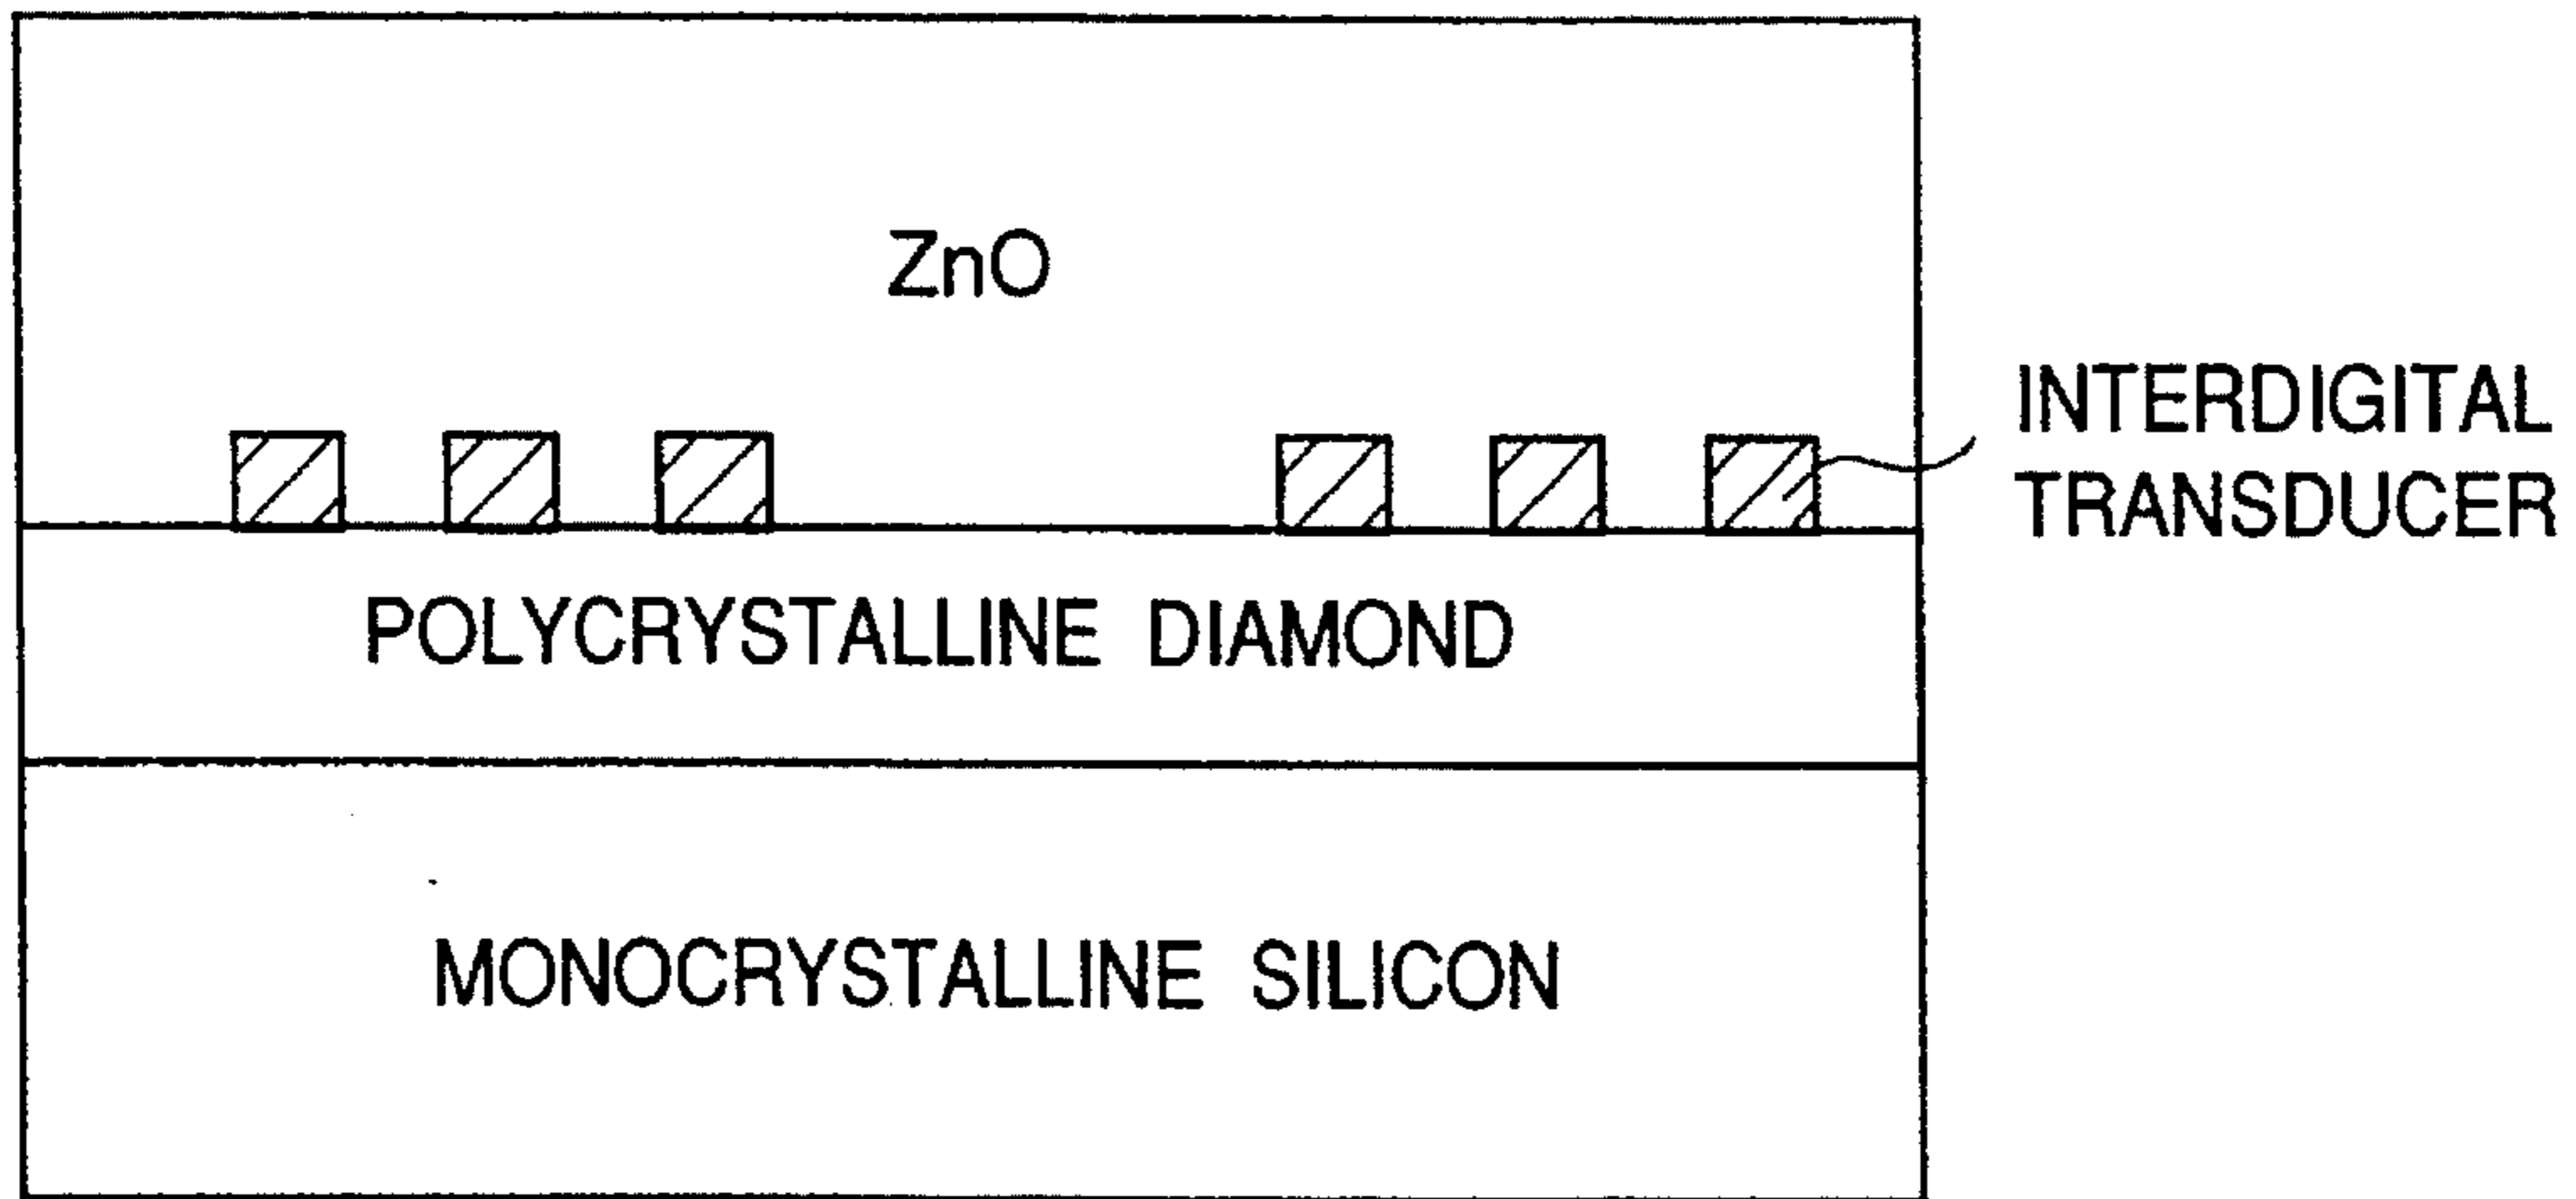 ZnO
INTERDIGITAL
TRANSDUCER
POLYCRYSTALLINE DIAMOND
MONOCRYSTALLINE SILICON